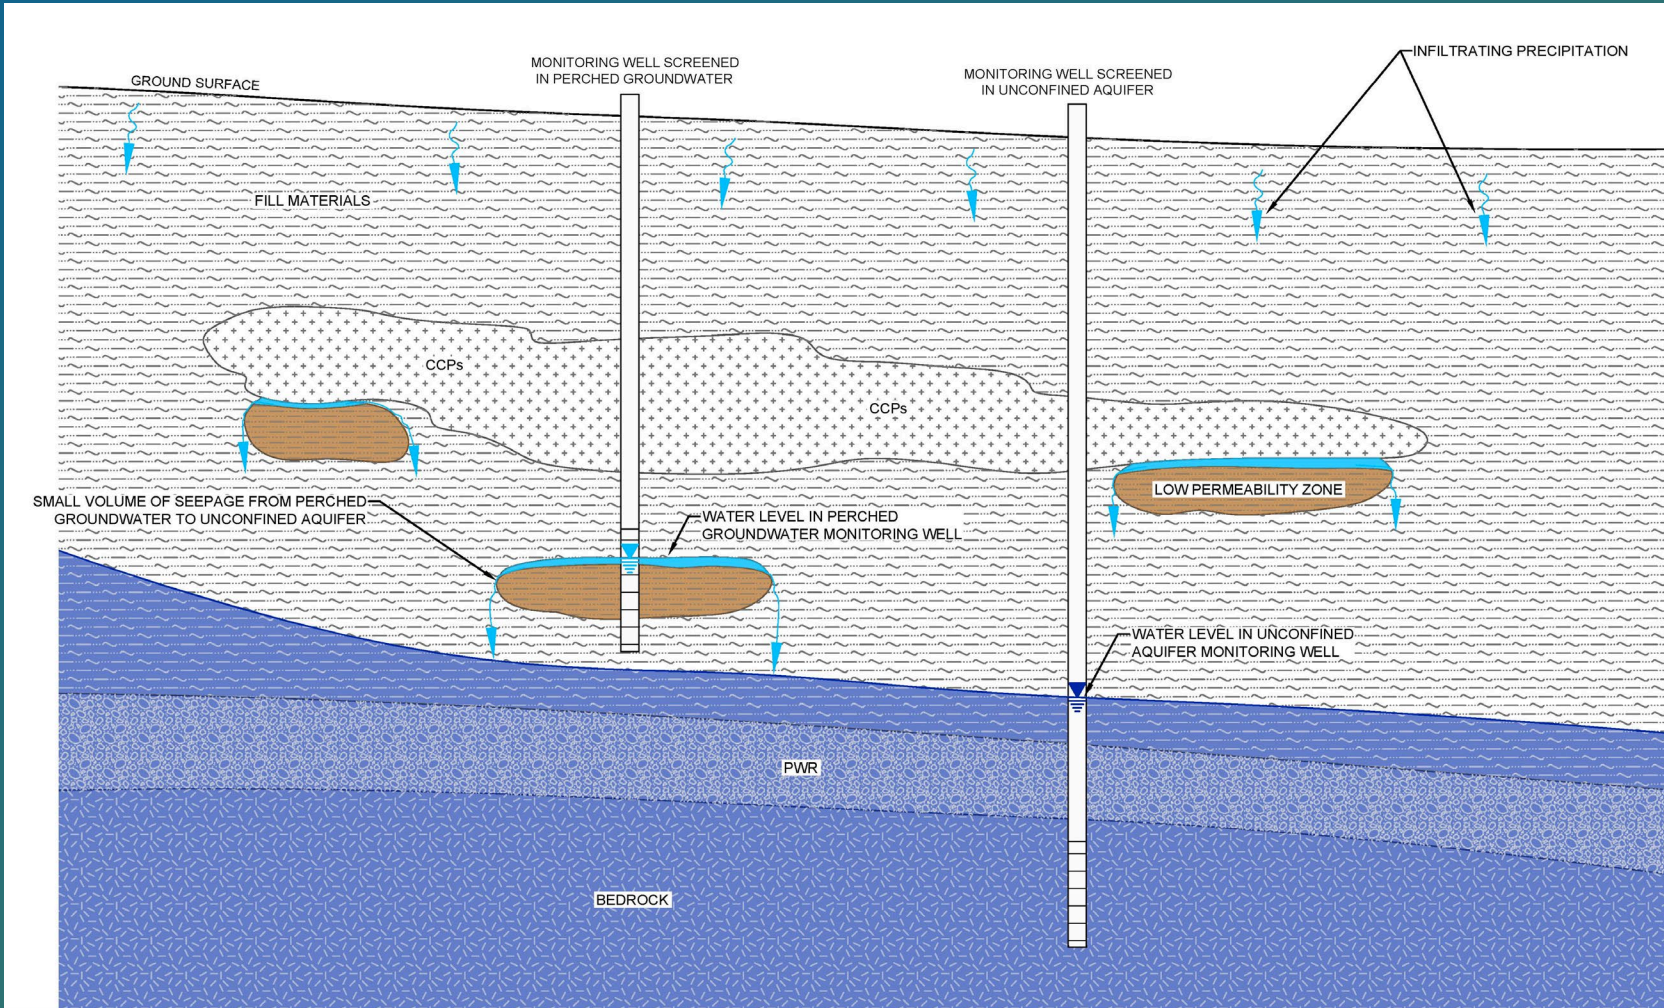 INFILTRATING PRECIPITATION
MONITORING WELL SCREENED
IN PERCHED GROUNDWATER
MONITORING WELL SCREENED
IN UNCONFINED AQUIFER
GROUND SURFACE
FILL MATERIALS
CCPs
CCPs
LOW PERMEABILITY ZONE
SMALL VOLUME OF SEEPAGE FROM PERCHED
GROUNDWATER TO UNCONFINED AQUIFER
WATER LEVEL IN PERCHED
GROUNDWATER MONITORING WELL
WATER LEVEL IN UNCONFINED
AQUIFER MONITORING WELL
PWR
BEDROCK